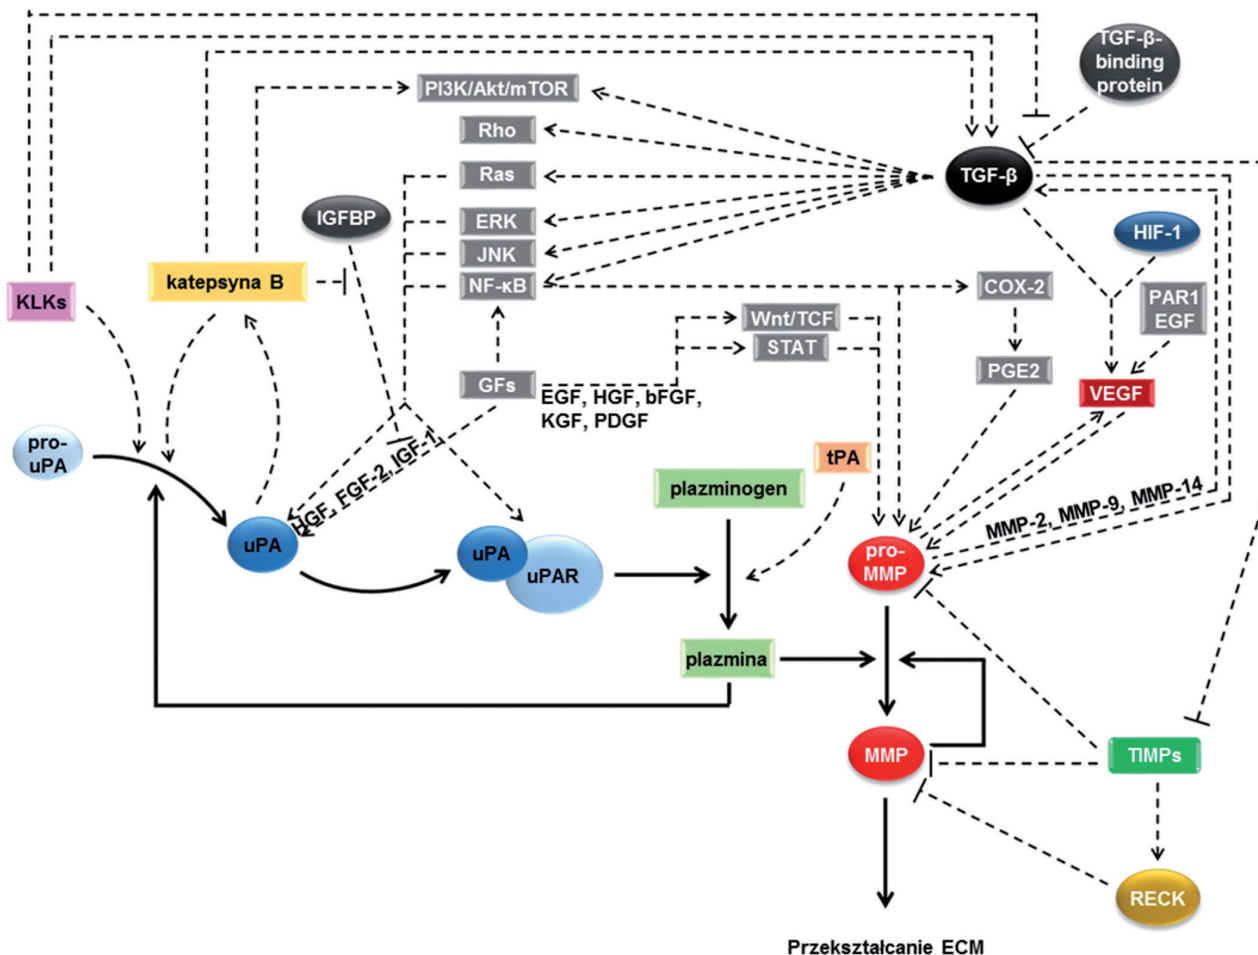 TGF-β-
binding
protein
PI3K/Akt/mTOR
Rho
Ras
TGF-β
IGFBP
ERK
HIF-1
JNK
katepsyna B
NF-κB
COX-2
KLKs
PAR1
EGF
Wnt/TCF
STAT
PGE2
GFs
VEGF
EGF, HGF, bFGF,
KGF, PDGF
pro-
uPA
tPA
HGF, FGF-2, IGF-1
plazminogen
MMP-2, MMP-9, MMP-14
uPA
uPA
uPAR
pro-
MMP
plazmina
MMP
TIMPs
RECK
Przekształcanie ECM